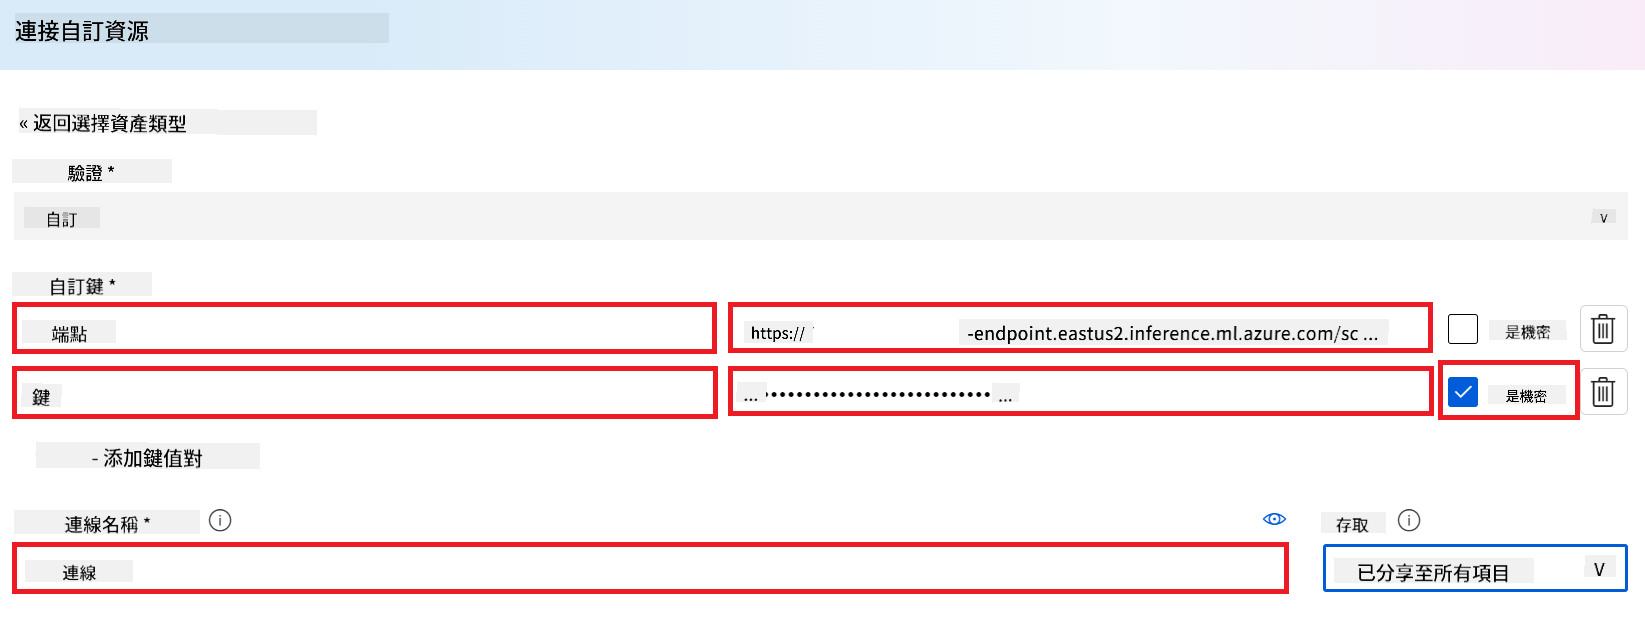 連接自訂資源
« 返回選擇資產類型
驗證 *
自訂
自訂鍵 *
端點 https:// -endpoint.eastus2.inference.ml.azure.com/sc ... 是機密
鍵 ... •••••••••••••••••••••••••••• ... 是機密
- 添加鍵值對
連線名稱 * 存取
連線 已分享至所有項目